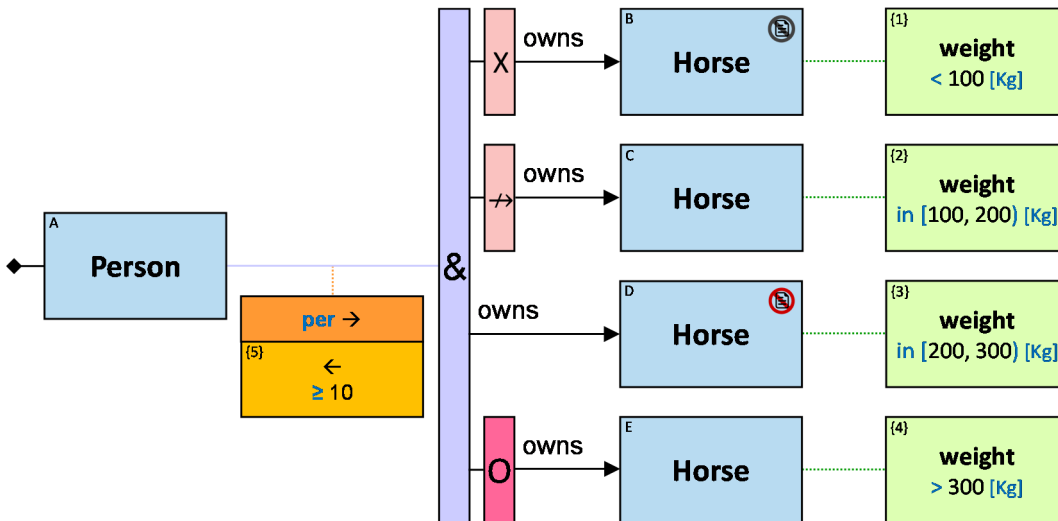 A
Person
per →
{5}
←
≥ 10
&
X
owns
B
Horse
{1}
weight
< 100 [Kg]
↛
owns
C
Horse
{2}
weight
in [100, 200) [Kg]
owns
D
Horse
{3}
weight
in [200, 300) [Kg]
O
owns
E
Horse
{4}
weight
> 300 [Kg]